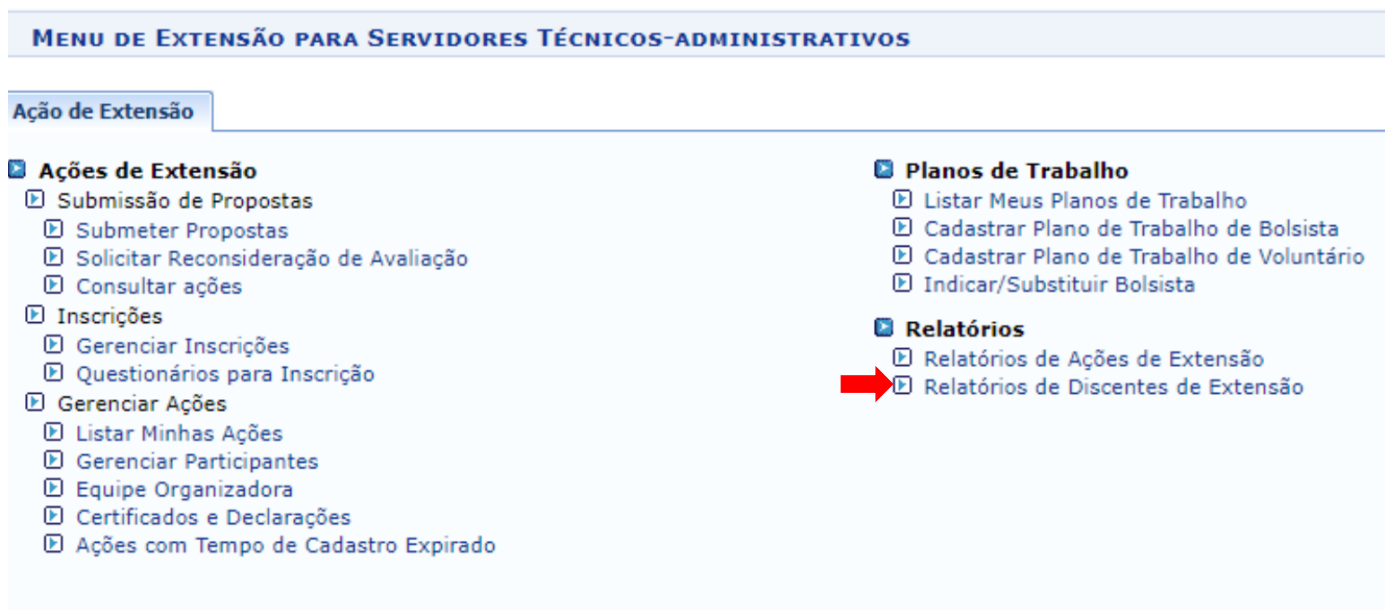 Menu de Extensão para Servidores Técnicos-administrativos
Ação de Extensão
Ações de Extensão
Submissão de Propostas
Submeter Propostas
Solicitar Reconsideração de Avaliação
Consultar ações
Inscrições
Gerenciar Inscrições
Questionários para Inscrição
Gerenciar Ações
Listar Minhas Ações
Gerenciar Participantes
Equipe Organizadora
Certificados e Declarações
Ações com Tempo de Cadastro Expirado
Planos de Trabalho
Listar Meus Planos de Trabalho
Cadastrar Plano de Trabalho de Bolsista
Cadastrar Plano de Trabalho de Voluntário
Indicar/Substituir Bolsista
Relatórios
Relatórios de Ações de Extensão
Relatórios de Discentes de Extensão